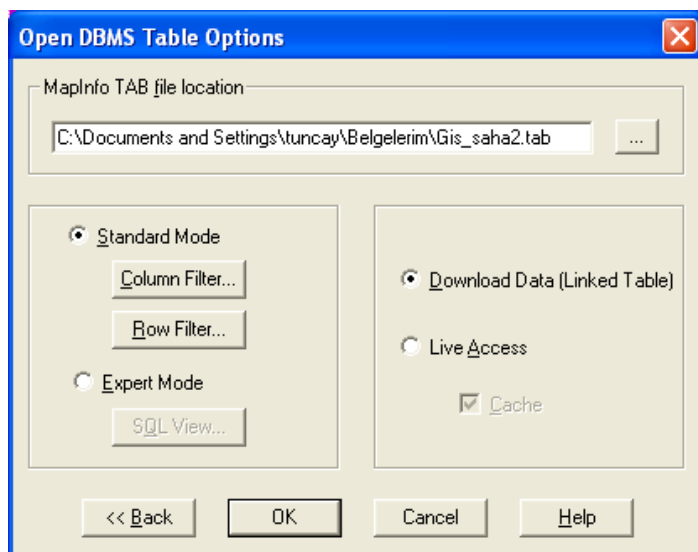 Open DBMS Table Options
MapInfo TAB file location
C:\Documents and Settings\tuncay\Belgelerim\Gis_saha2.tab
...
Standard Mode
Column Filter...
Row Filter...
Expert Mode
SQL View...
Download Data (Linked Table)
Live Access
Cache
<< Back
OK
Cancel
Help